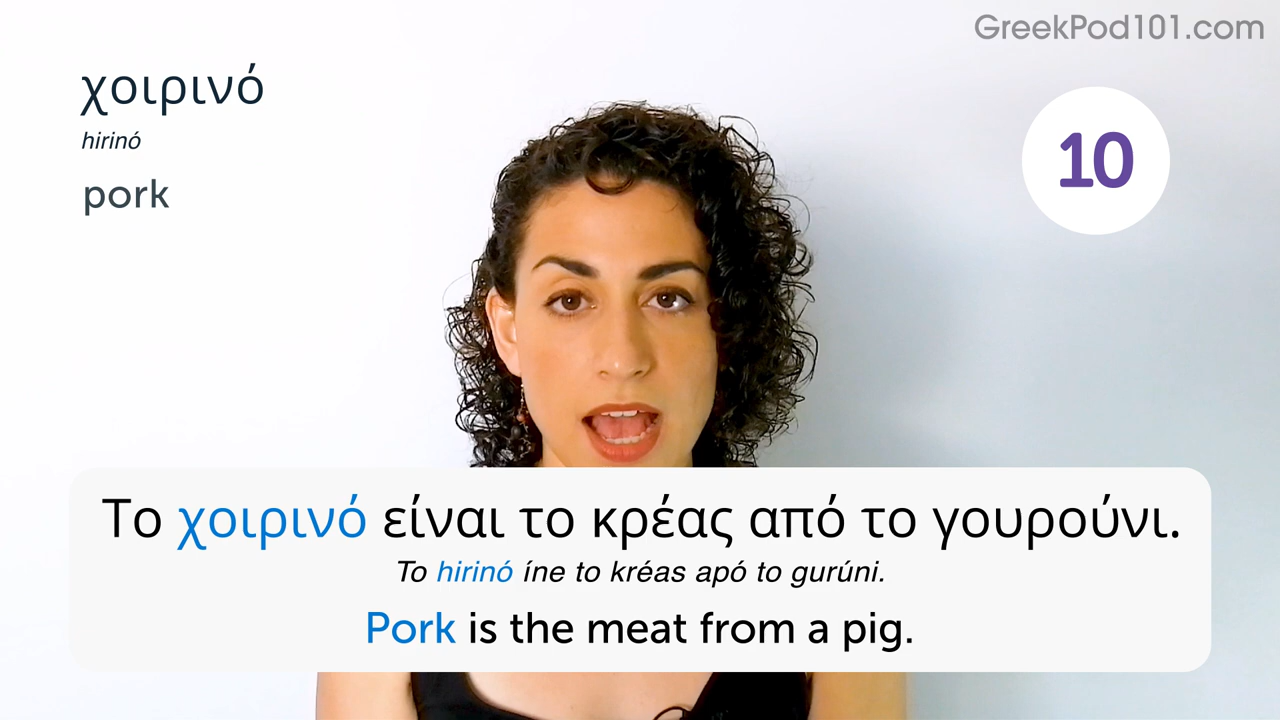 GreekPod101.com
χοιρινό
hirinó
pork
10
Το χοιρινό είναι το κρέας από το γουρούνι.
To hirinó íne to kréas apó to gurúni.
Pork is the meat from a pig.